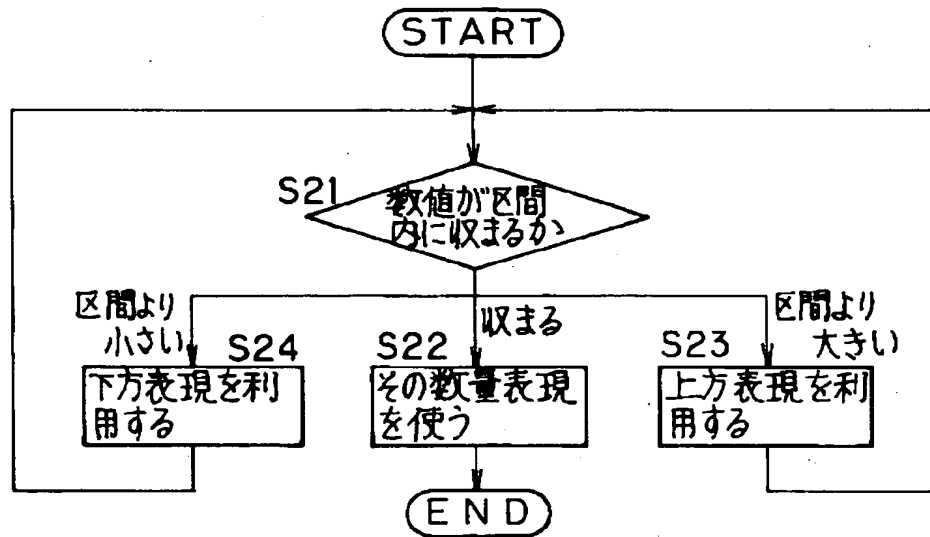 START
S21
数値が区間
内に収まるか
区間より
小さい
収まる
区間より
大きい
S24
下方表現を利
用する
S22
その数量表現
を使う
S23
上方表現を利
用する
END